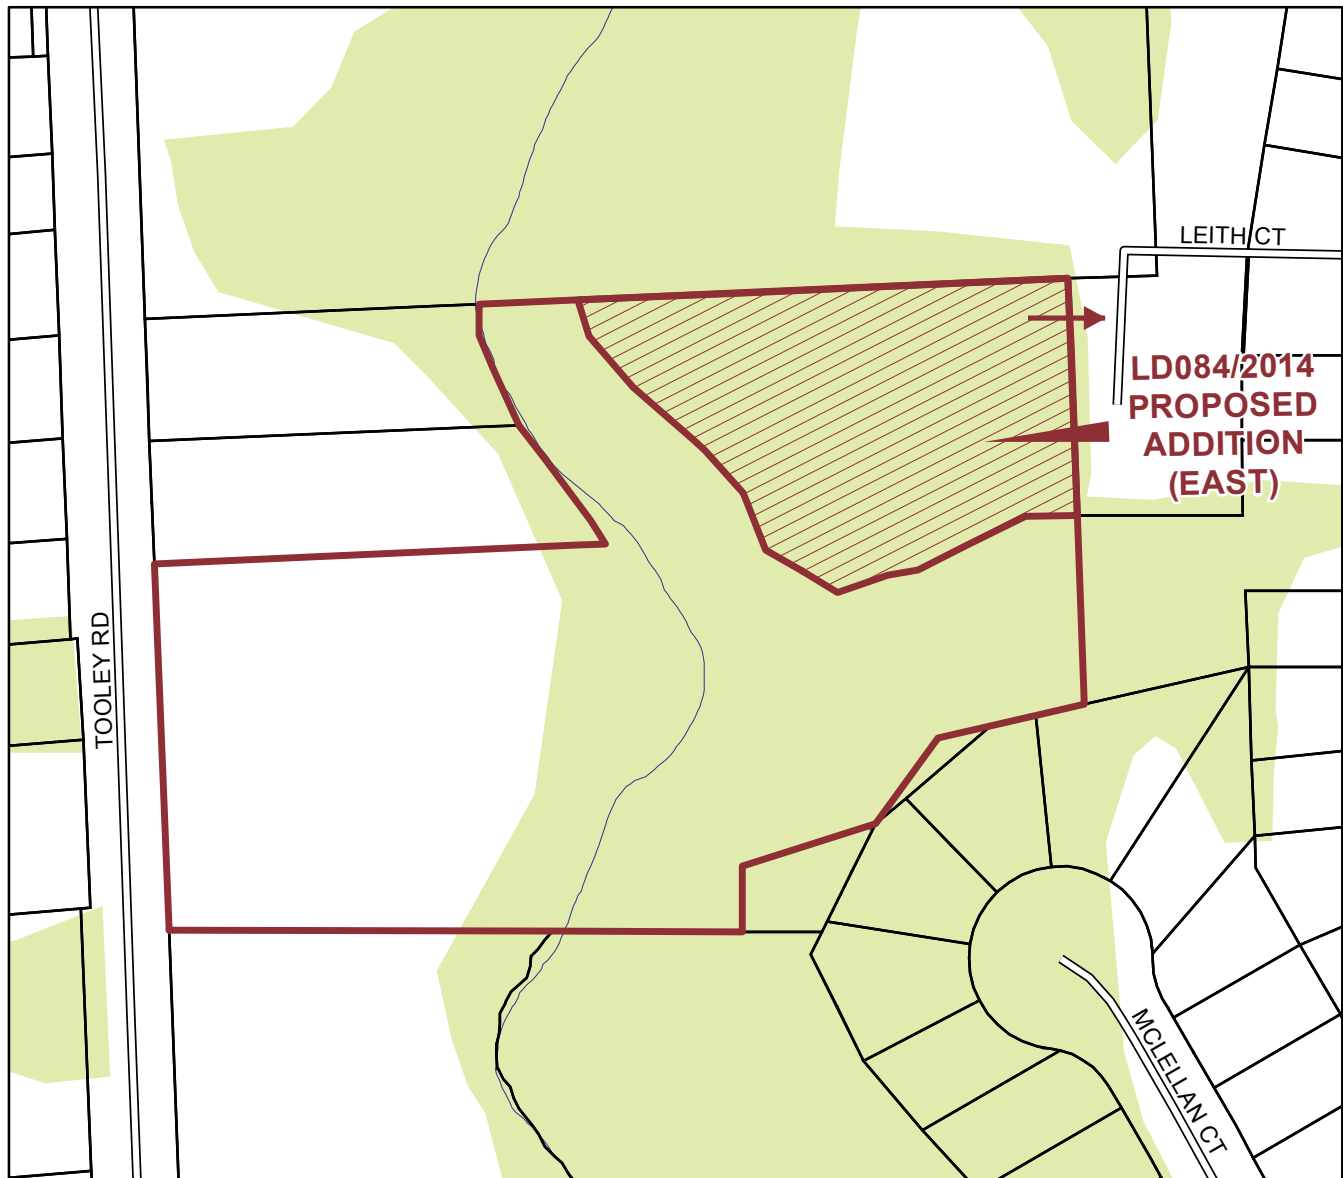 LEITH CT
LD084/2014
PROPOSED
ADDITION
(EAST)
TOOLEY RD
MCLELLAN CT